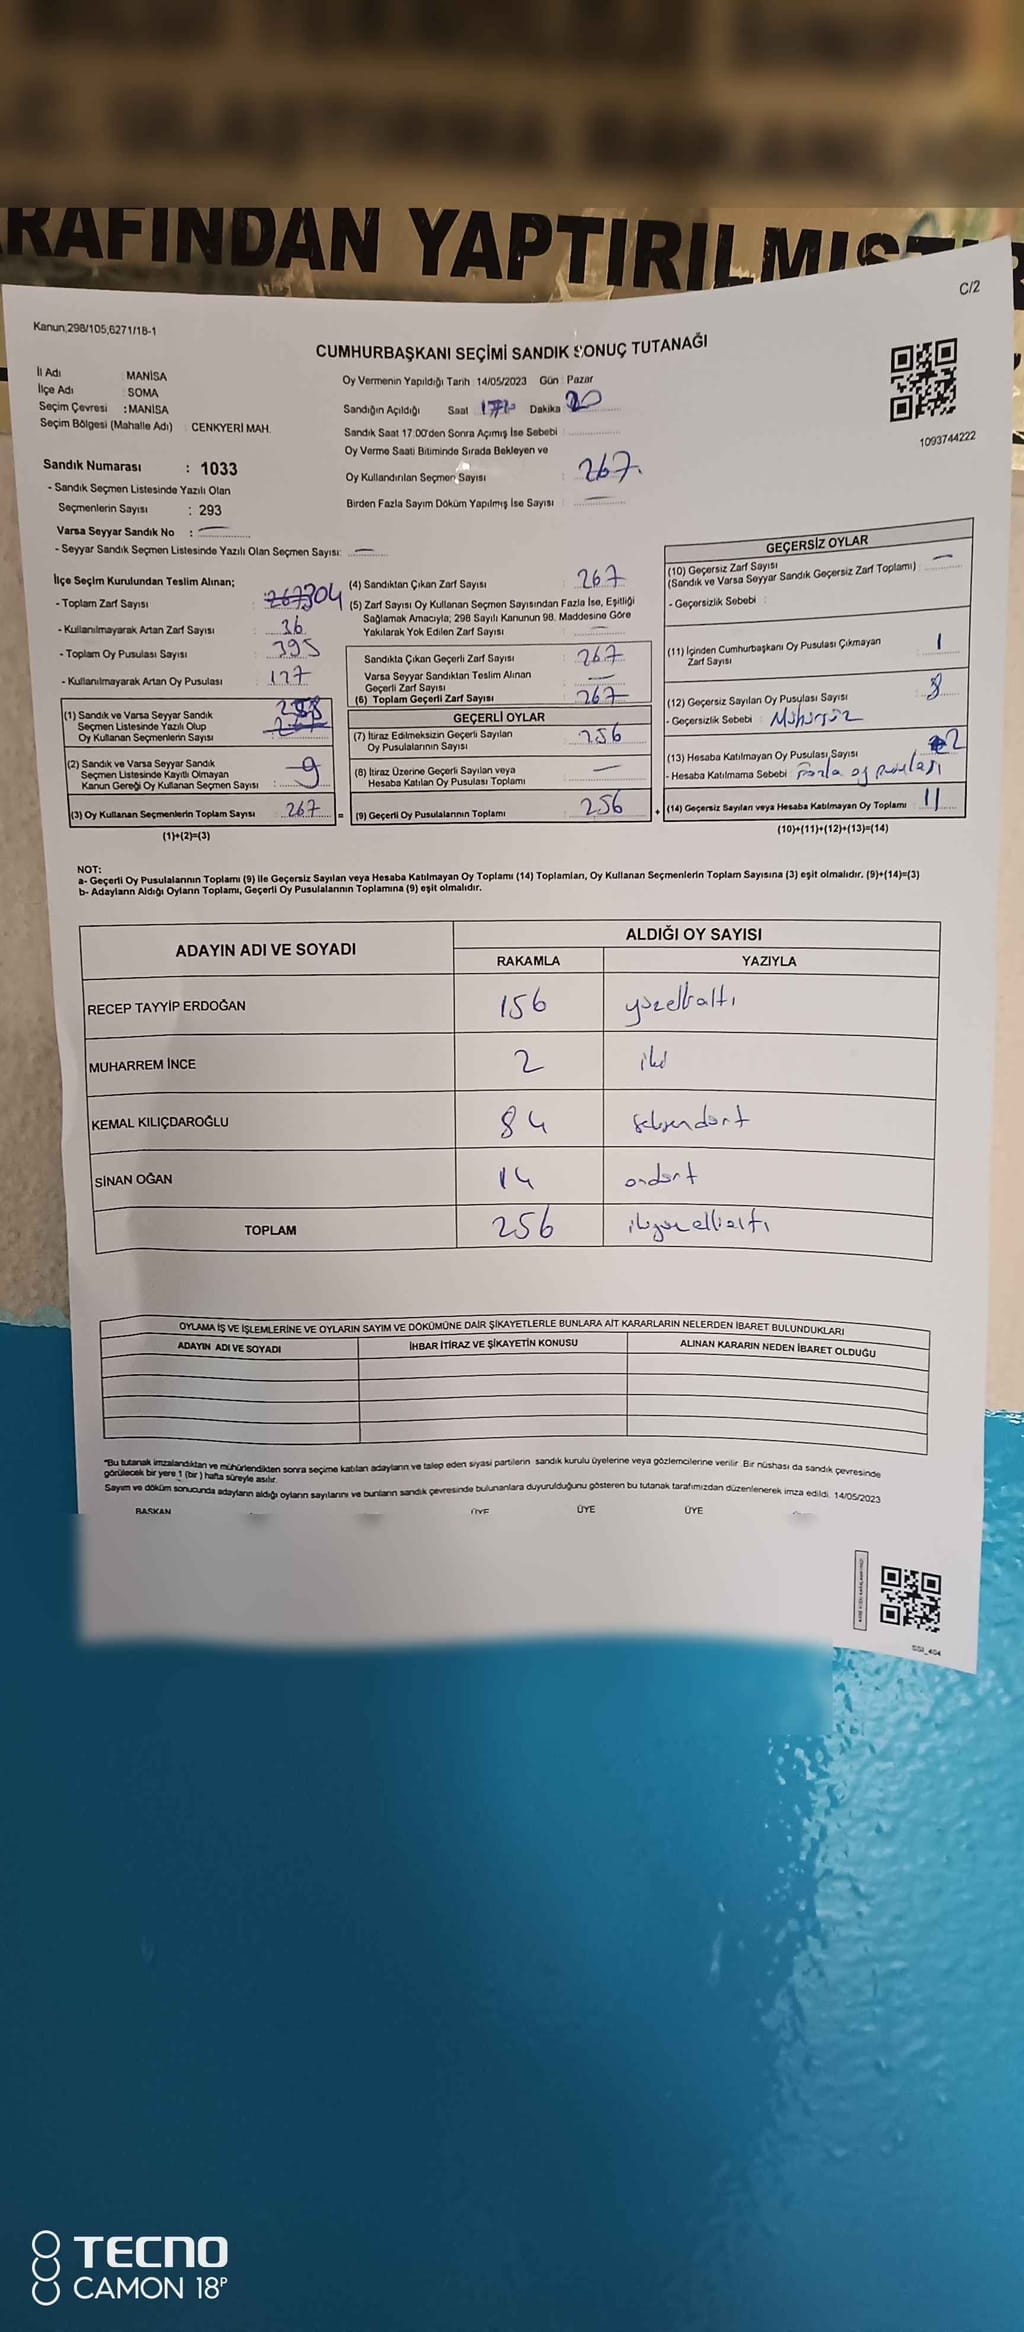 RAFINDAN YAPTIRILMIŞTIR
C/2
Kanun,298/105,6271/18-1
CUMHURBAŞKANI SEÇİMİ SANDIK SONUÇ TUTANAĞI
İl Adı : MANİSA
İlçe Adı : SOMA
Seçim Çevresi : MANİSA
Seçim Bölgesi (Mahalle Adı) : CENKYERİ MAH.
Oy Vermenin Yapıldığı Tarih : 14/05/2023 Gün : Pazar
Sandığın Açıldığı Saat Dakika 20
Sandık Saat 17.00'den Sonra Açımış İse Sebebi :
Oy Verme Saati Bitiminde Sırada Bekleyen ve
Oy Kullandırılan Seçmen Sayısı : 267
Birden Fazla Sayım Döküm Yapılmış İse Sayısı : —
1093744222
Sandık Numarası : 1033
- Sandık Seçmen Listesinde Yazılı Olan
Seçmenlerin Sayısı : 293
Varsa Seyyar Sandık No : —
- Seyyar Sandık Seçmen Listesinde Yazılı Olan Seçmen Sayısı: —
İlçe Seçim Kurulundan Teslim Alınan;
- Toplam Zarf Sayısı : 267 304
- Kullanılmayarak Artan Zarf Sayısı : 36
- Toplam Oy Pusulası Sayısı : 395
- Kullanılmayarak Artan Oy Pusulası : 127
(1) Sandık ve Varsa Seyyar Sandık
Seçmen Listesinde Yazılı Olup
Oy Kullanan Seçmenlerin Sayısı : 258
(2) Sandık ve Varsa Seyyar Sandık
Seçmen Listesinde Kayıtlı Olmayan
Kanun Gereği Oy Kullanan Seçmen Sayısı : 9
(3) Oy Kullanan Seçmenlerin Toplam Sayısı : 267
(1)+(2)=(3)
=
(4) Sandıktan Çıkan Zarf Sayısı : 267
(5) Zarf Sayısı Oy Kullanan Seçmen Sayısından Fazla İse, Eşitliği
Sağlamak Amacıyla; 298 Sayılı Kanunun 98. Maddesine Göre
Yakılarak Yok Edilen Zarf Sayısı : —
Sandıkta Çıkan Geçerli Zarf Sayısı : 267
Varsa Seyyar Sandıktan Teslim Alınan
Geçerli Zarf Sayısı : —
(6) Toplam Geçerli Zarf Sayısı : 267
GEÇERLİ OYLAR
(7) İtiraz Edilmeksizin Geçerli Sayılan
Oy Pusulalarının Sayısı : 256
(8) İtiraz Üzerine Geçerli Sayılan veya
Hesaba Katılan Oy Pusulası Toplamı : —
(9) Geçerli Oy Pusulalarının Toplamı : 256
+
GEÇERSİZ OYLAR
(10) Geçersiz Zarf Sayısı
(Sandık ve Varsa Seyyar Sandık Geçersiz Zarf Toplamı) : —
- Geçersizlik Sebebi :
(11) İçinden Cumhurbaşkanı Oy Pusulası Çıkmayan
Zarf Sayısı : 1
(12) Geçersiz Sayılan Oy Pusulası Sayısı : 8
- Geçersizlik Sebebi : Mühürsüz
(13) Hesaba Katılmayan Oy Pusulası Sayısı : 2
- Hesaba Katılmama Sebebi : Fazla oy pusulası
(14) Geçersiz Sayılan veya Hesaba Katılmayan Oy Toplamı : 11
(10)+(11)+(12)+(13)=(14)
NOT:
a- Geçerli Oy Pusulalarının Toplamı (9) ile Geçersiz Sayılan veya Hesaba Katılmayan Oy Toplamı (14) Toplamları, Oy Kullanan Seçmenlerin Toplam Sayısına (3) eşit olmalıdır. (9)+(14)=(3)
b- Adayların Aldığı Oyların Toplamı, Geçerli Oy Pusulalarının Toplamına (9) eşit olmalıdır.
ADAYIN ADI VE SOYADI ALDIĞI OY SAYISI
RAKAMLA YAZIYLA
RECEP TAYYİP ERDOĞAN 156 yüzellialtı
MUHARREM İNCE 2 iki
KEMAL KILIÇDAROĞLU 84 seksendört
SİNAN OĞAN 14 ondört
TOPLAM 256 ikiyüzellialtı
OYLAMA İŞ VE İŞLEMLERİNE VE OYLARIN SAYIM VE DÖKÜMÜNE DAİR ŞİKAYETLERLE BUNLARA AİT KARARLARIN NELERDEN İBARET BULUNDUKLARI
ADAYIN ADI VE SOYADI İHBAR İTİRAZ VE ŞİKAYETİN KONUSU ALINAN KARARIN NEDEN İBARET OLDUĞU
*Bu tutanak imzalandıktan ve mühürlendikten sonra seçime katılan adayların ve talep eden siyasi partilerin sandık kurulu üyelerine veya gözlemcilerine verilir. Bir nüshası da sandık çevresinde
görülecek bir yere 1 (bir) hafta süreyle asılır.
Sayım ve döküm sonucunda adayların aldığı oyların sayılarını ve bunların sandık çevresinde bulunanlara duyurulduğunu gösteren bu tutanak tarafımızdan düzenlenerek imza edildi. 14/05/2023
BAŞKAN ÜYE ÜYE ÜYE
TECNO
CAMON 18P